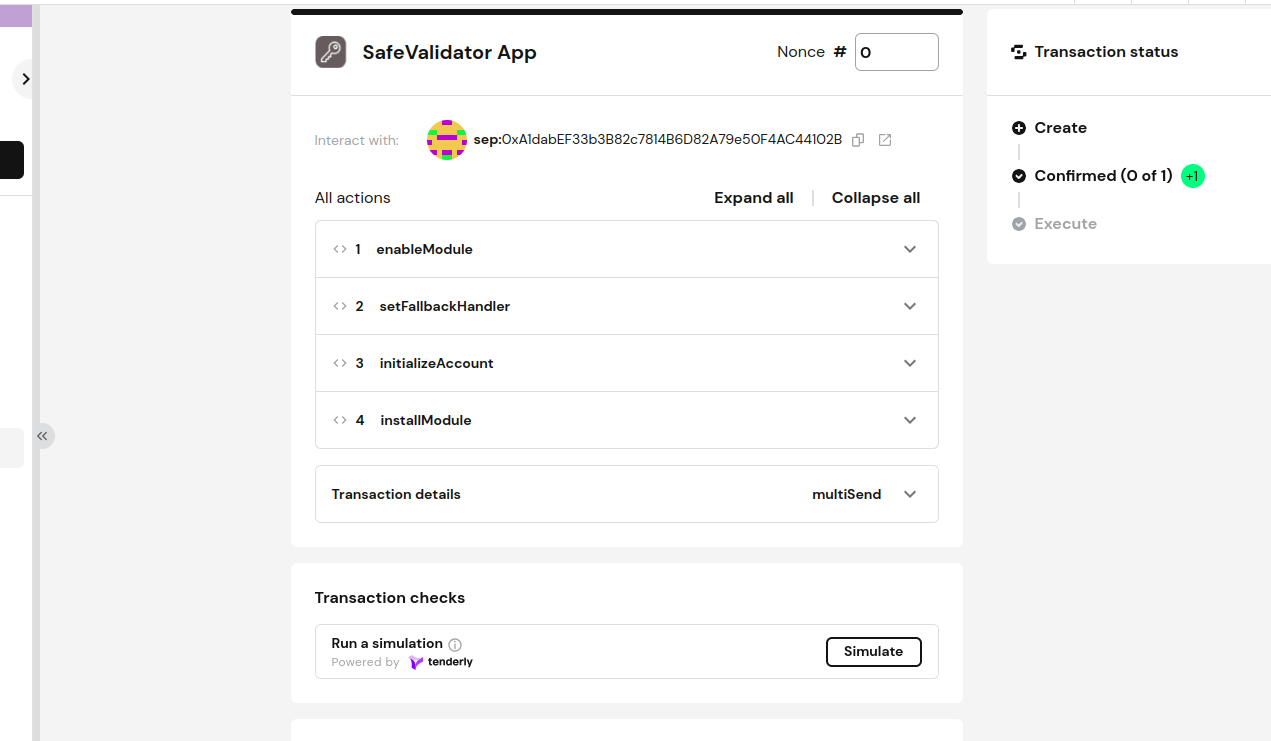 SafeValidator App
Nonce # 0
Interact with: sep:0xA1dabEF33b3B82c7814B6D82A79e50F4AC44102B
All actions
Expand all
Collapse all
1 enableModule
2 setFallbackHandler
3 initializeAccount
4 installModule
Transaction details multiSend
Transaction checks
Run a simulation
Powered by tenderly
Simulate
Transaction status
Create
Confirmed (0 of 1) +1
Execute